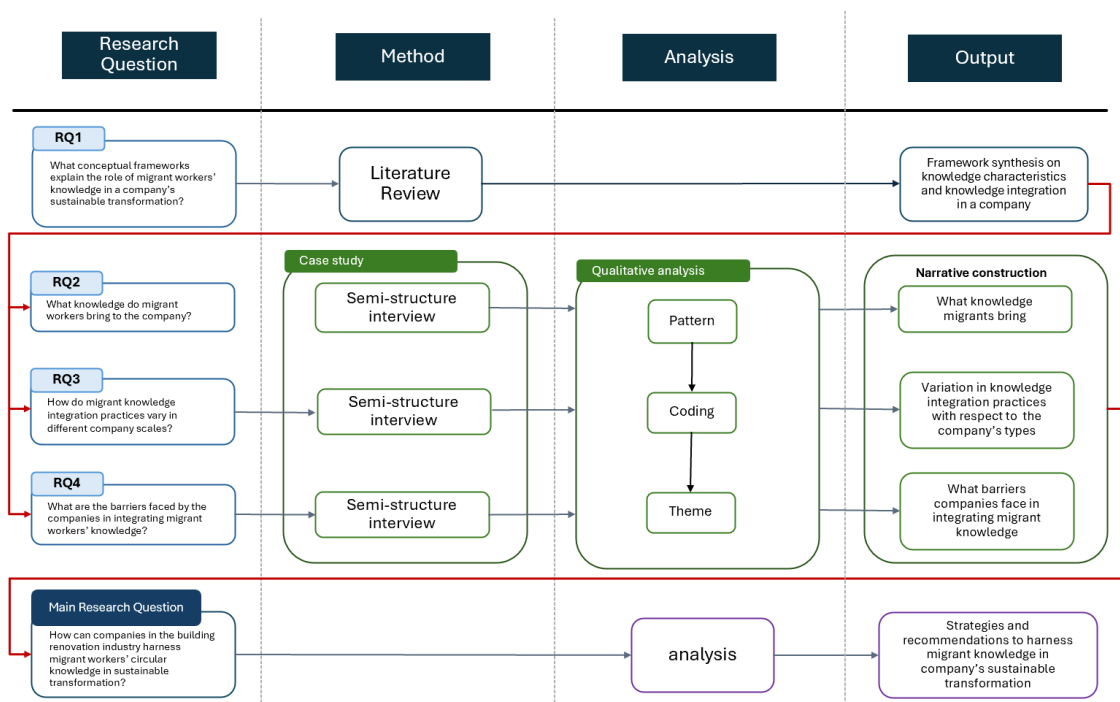 Research
Question
Method
Analysis
Output
RQ1
What conceptual frameworks
explain the role of migrant workers'
knowledge in a company's
sustainable transformation?
Literature
Review
Framework synthesis on
knowledge characteristics
and knowledge integration
in a company
RQ2
What knowledge do migrant
workers bring to the company?
Case study
Semi-structure
interview
Qualitative analysis
Pattern
Narrative construction
What knowledge
migrants bring
RQ3
How do migrant knowledge
integration practices vary in
different company scales?
Semi-structure
interview
Coding
Variation in knowledge
integration practices
with respect to the
company's types
RQ4
What are the barriers faced by the
companies in integrating migrant
workers' knowledge?
Semi-structure
interview
Theme
What barriers
companies face in
integrating migrant
knowledge
Main Research Question
How can companies in the building
renovation industry harness
migrant workers' circular
knowledge in sustainable
transformation?
analysis
Strategies and
recommendations to harness
migrant knowledge in
company's sustainable
transformation